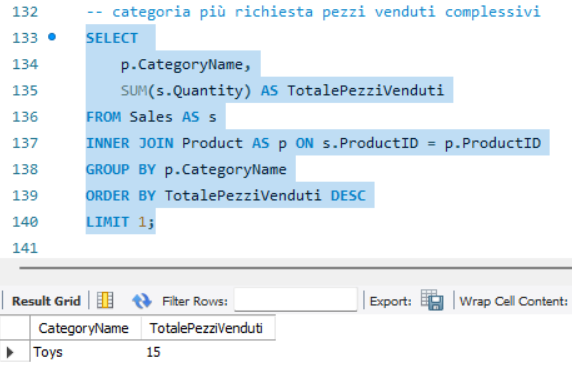 132 -- categoria più richiesta pezzi venduti complessivi
133 SELECT
134 p.CategoryName,
135 SUM(s.Quantity) AS TotalePezziVenduti
136 FROM Sales AS s
137 INNER JOIN Product AS p ON s.ProductID = p.ProductID
138 GROUP BY p.CategoryName
139 ORDER BY TotalePezziVenduti DESC
140 LIMIT 1;
141
Result Grid Filter Rows: Export: Wrap Cell Content:
CategoryName TotalePezziVenduti
Toys 15